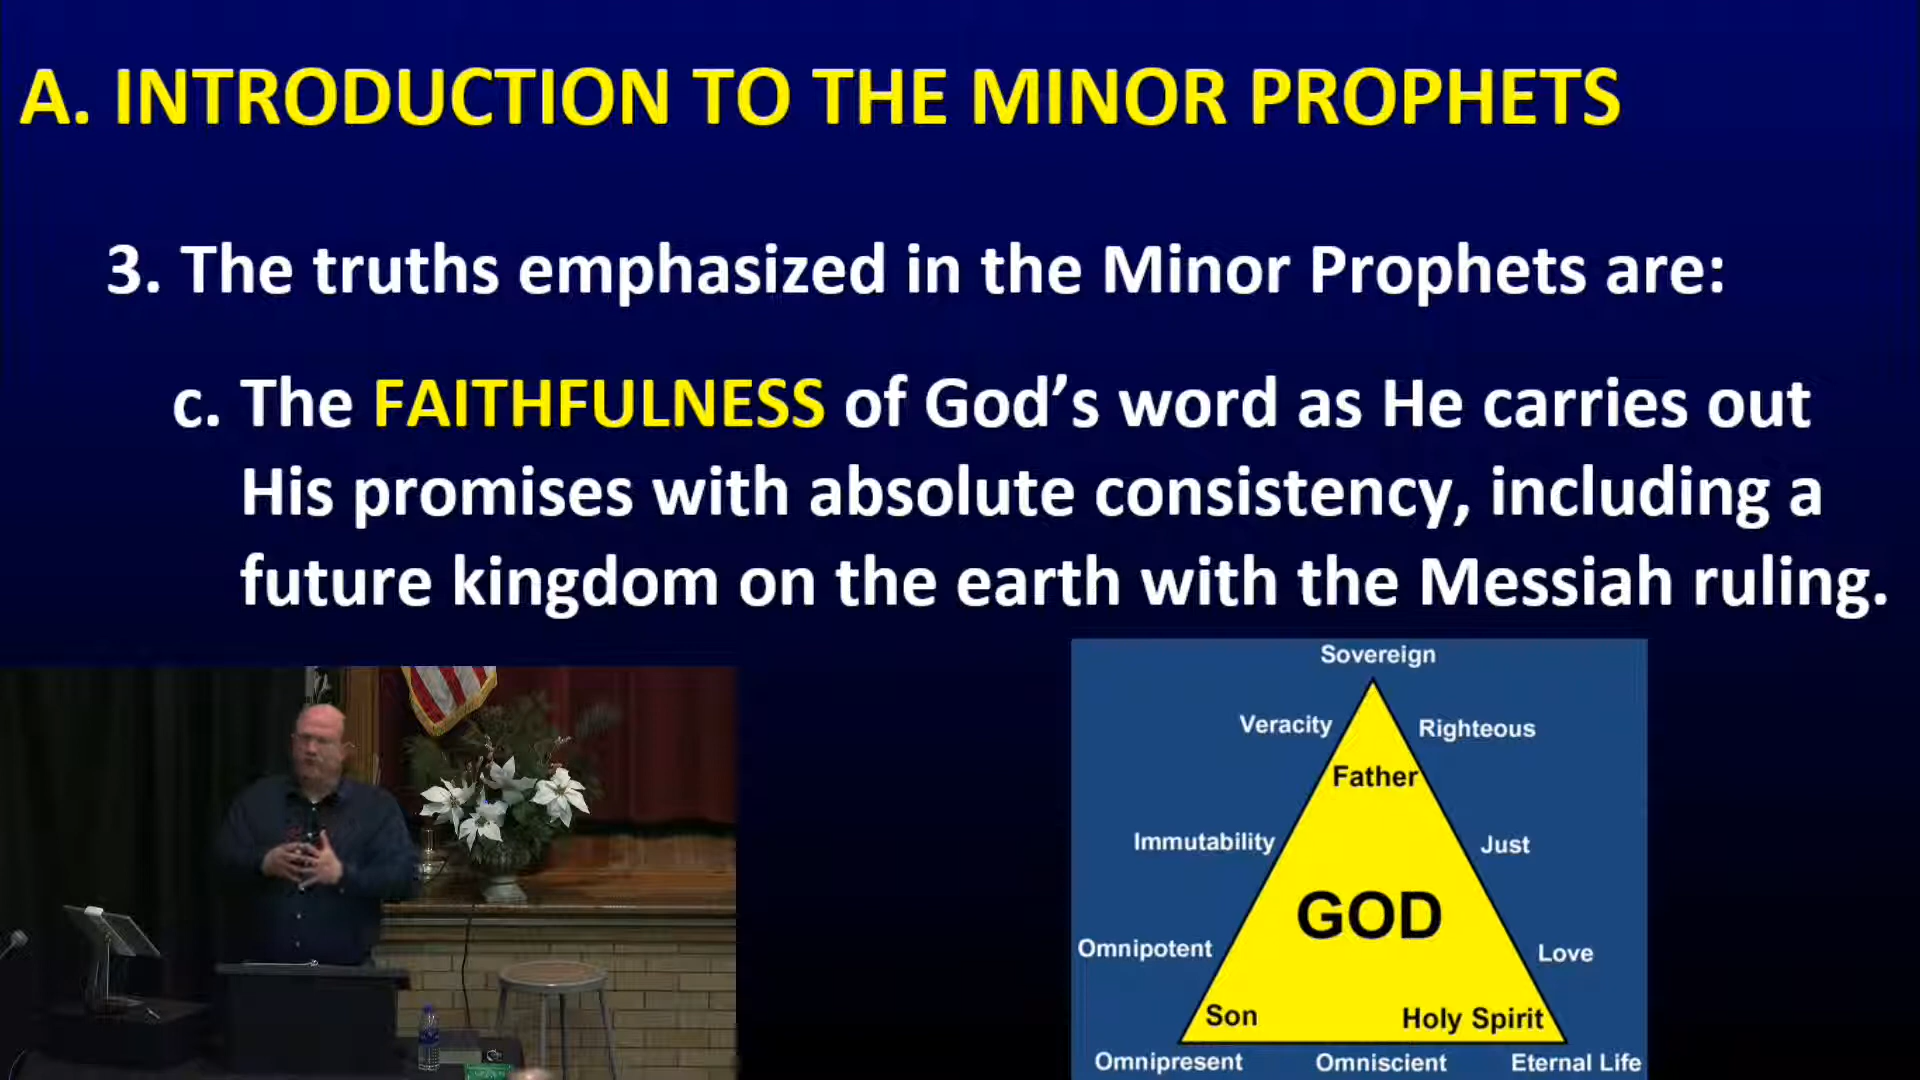 A. INTRODUCTION TO THE MINOR PROPHETS
3. The truths emphasized in the Minor Prophets are:
c. The FAITHFULNESS of God’s word as He carries out
His promises with absolute consistency, including a
future kingdom on the earth with the Messiah ruling.
Sovereign
Veracity
Righteous
Father
Immutability
Just
GOD
Omnipotent
Love
Son
Holy Spirit
Omnipresent
Omniscient
Eternal Life